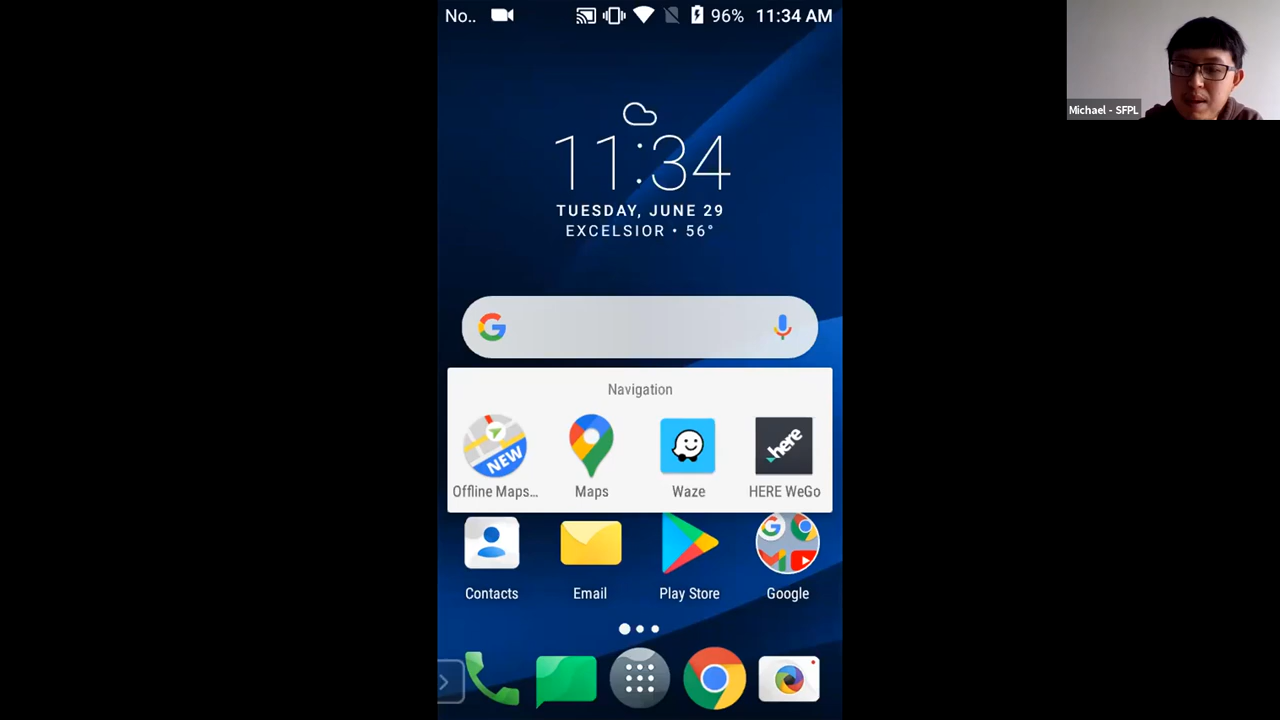 No..
96%
11:34 AM
11:34
TUESDAY, JUNE 29
EXCELSIOR • 56°
Navigation
NEW
here
Offline Maps...
Maps
Waze
HERE WeGo
Contacts
Email
Play Store
Google
Michael - SFPL